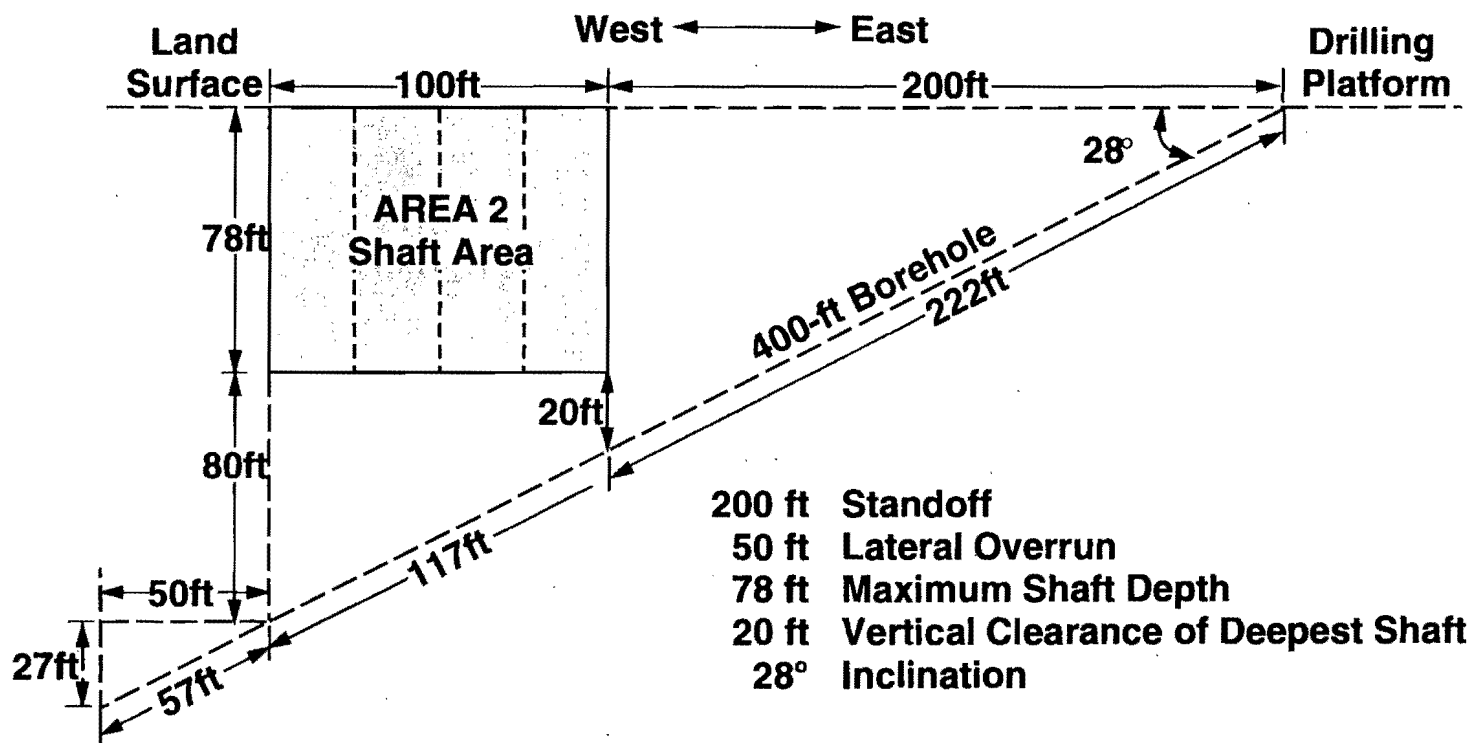 West East
Land
Surface
Drilling
Platform
100ft
200ft
28°
78ft
AREA 2
Shaft Area
400-ft Borehole
222ft
20ft
80ft
117ft
50ft
27ft
57ft
200 ft Standoff
50 ft Lateral Overrun
78 ft Maximum Shaft Depth
20 ft Vertical Clearance of Deepest Shaft
28° Inclination